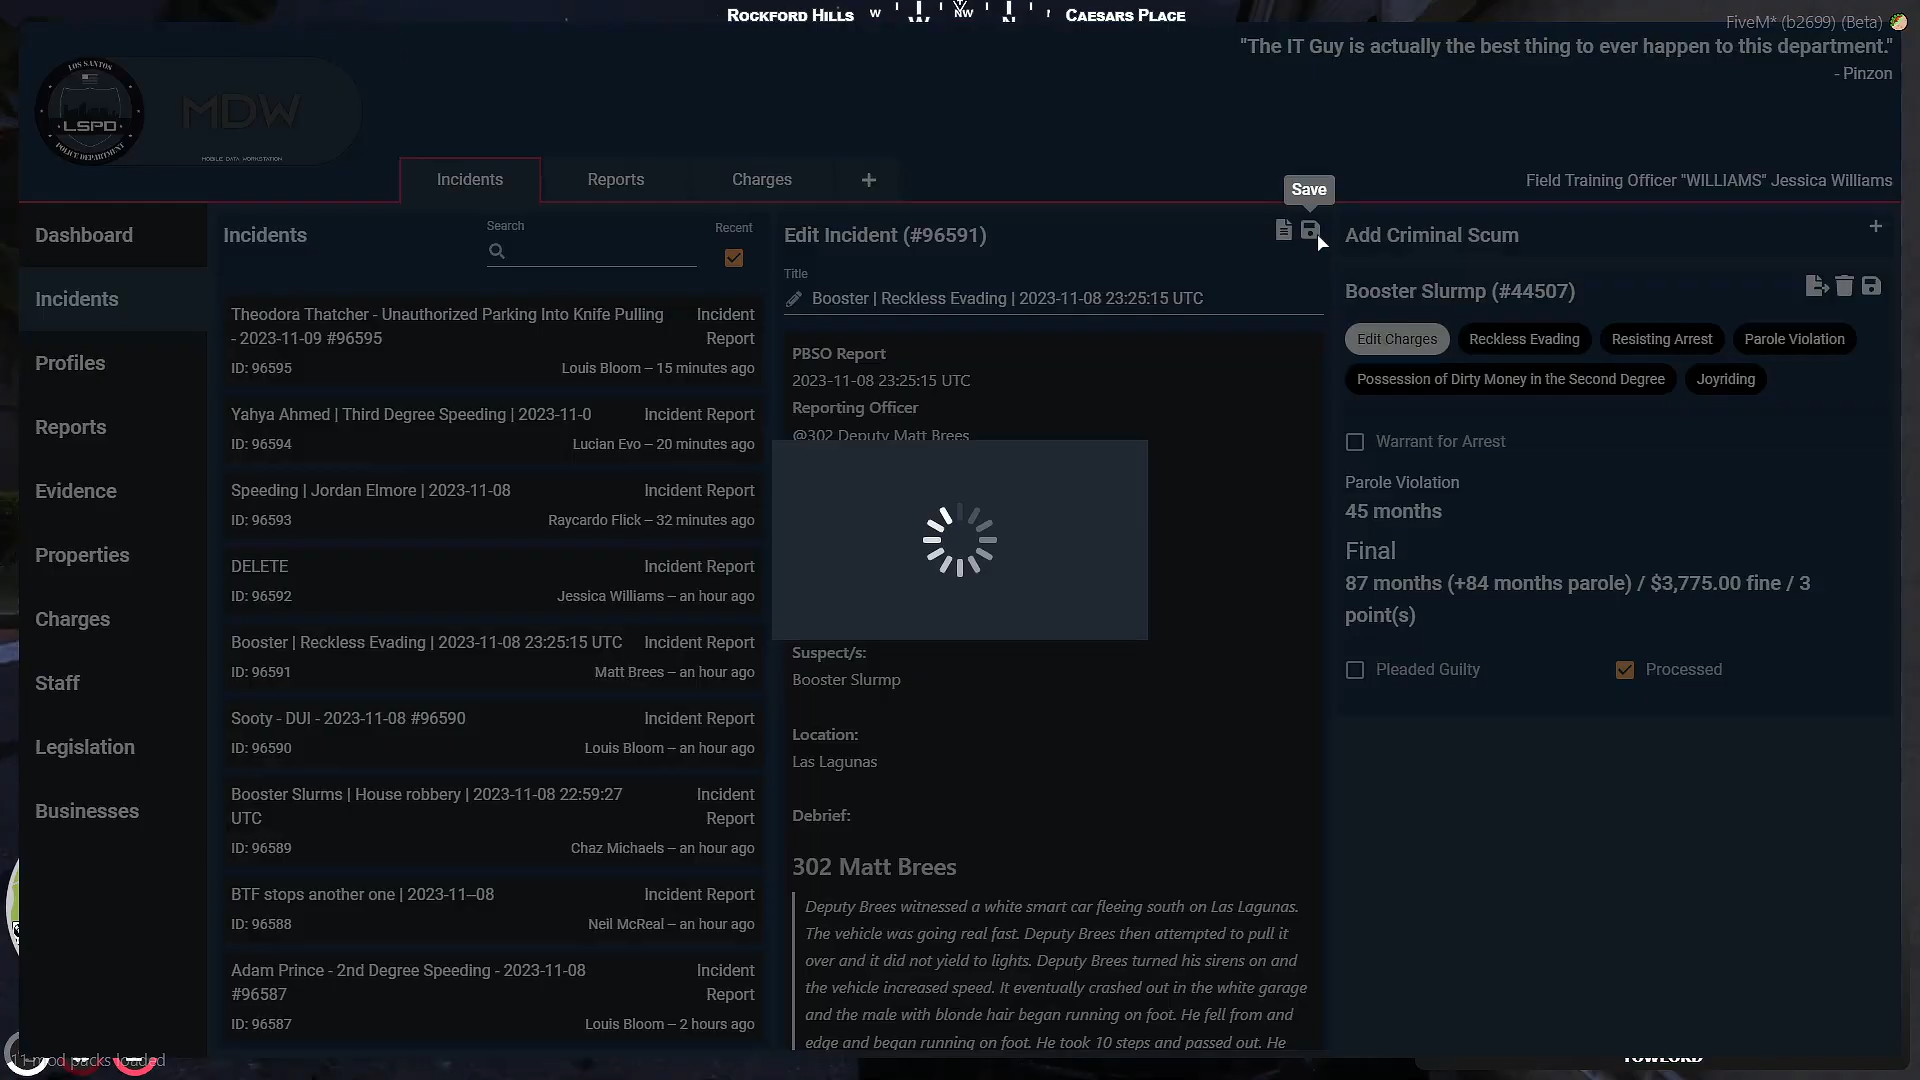 ROCKFORD HILLS W W NW N CAESARS PLACE
FiveM* (b2699) (Beta)
"The IT Guy is actually the best thing to ever happen to this department."
- Pinzon
LOS SANTOS
LSPD
POLICE DEPARTMENT
MDW
MOBILE DATA WORKSTATION
Incidents
Reports
Charges
+
Field Training Officer "WILLIAMS" Jessica Williams
Save
Dashboard
Incidents
Profiles
Reports
Evidence
Properties
Charges
Staff
Legislation
Businesses
Incidents
Search
Recent
Theodora Thatcher - Unauthorized Parking Into Knife Pulling - 2023-11-09 #96595
Incident Report
ID: 96595
Louis Bloom – 15 minutes ago
Yahya Ahmed | Third Degree Speeding | 2023-11-0
Incident Report
ID: 96594
Lucian Evo – 20 minutes ago
Speeding | Jordan Elmore | 2023-11-08
Incident Report
ID: 96593
Raycardo Flick – 32 minutes ago
DELETE
Incident Report
ID: 96592
Jessica Williams – an hour ago
Booster | Reckless Evading | 2023-11-08 23:25:15 UTC
Incident Report
ID: 96591
Matt Brees – an hour ago
Sooty - DUI - 2023-11-08 #96590
Incident Report
ID: 96590
Louis Bloom – an hour ago
Booster Slurms | House robbery | 2023-11-08 22:59:27 UTC
Incident Report
ID: 96589
Chaz Michaels – an hour ago
BTF stops another one | 2023-11--08
Incident Report
ID: 96588
Neil McReal – an hour ago
Adam Prince - 2nd Degree Speeding - 2023-11-08 #96587
Incident Report
ID: 96587
Louis Bloom – 2 hours ago
Edit Incident (#96591)
Title
Booster | Reckless Evading | 2023-11-08 23:25:15 UTC
PBSO Report
2023-11-08 23:25:15 UTC
Reporting Officer
@302 Deputy Matt Brees
Suspect/s:
Booster Slurmp
Location:
Las Lagunas
Debrief:
302 Matt Brees
Deputy Brees witnessed a white smart car fleeing south on Las Lagunas.
The vehicle was going real fast. Deputy Brees then attempted to pull it
over and it did not yield to lights. Deputy Brees turned his sirens on and
the vehicle increased speed. It eventually crashed out in the white garage
and the male with blonde hair began running on foot. He fell from and
edge and began running on foot. He took 10 steps and passed out. He
Add Criminal Scum
+
Booster Slurmp (#44507)
Edit Charges
Reckless Evading
Resisting Arrest
Parole Violation
Possession of Dirty Money in the Second Degree
Joyriding
Warrant for Arrest
Parole Violation
45 months
Final
87 months (+84 months parole) / $3,775.00 fine / 3
point(s)
Pleaded Guilty
Processed
11 mod packs loaded